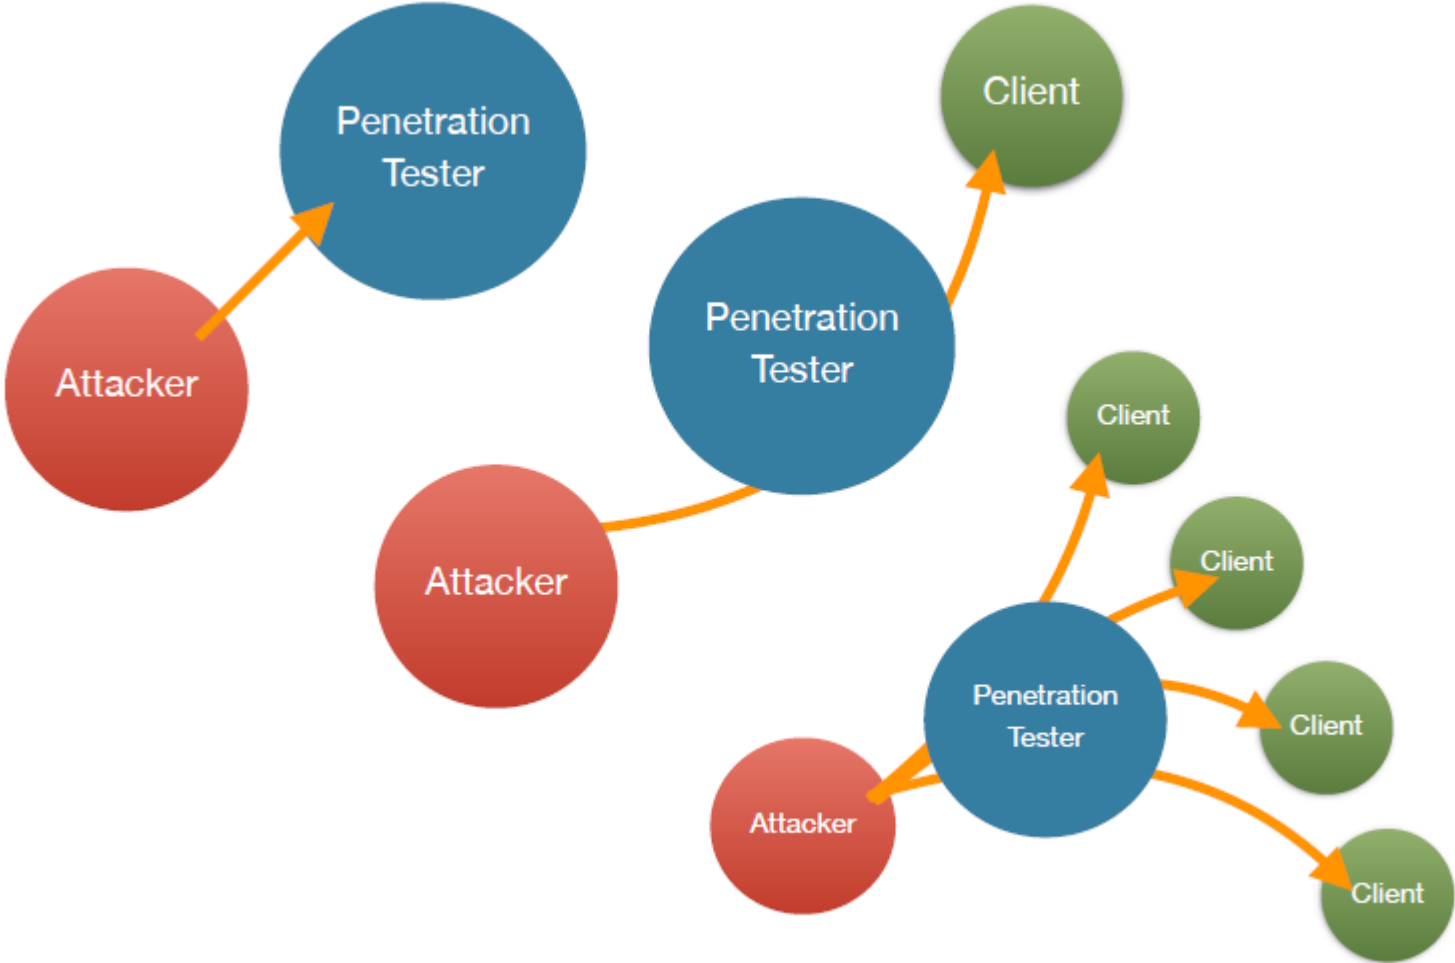 Penetration
Tester
Attacker
Client
Penetration
Tester
Attacker
Client
Client
Client
Client
Penetration
Tester
Attacker